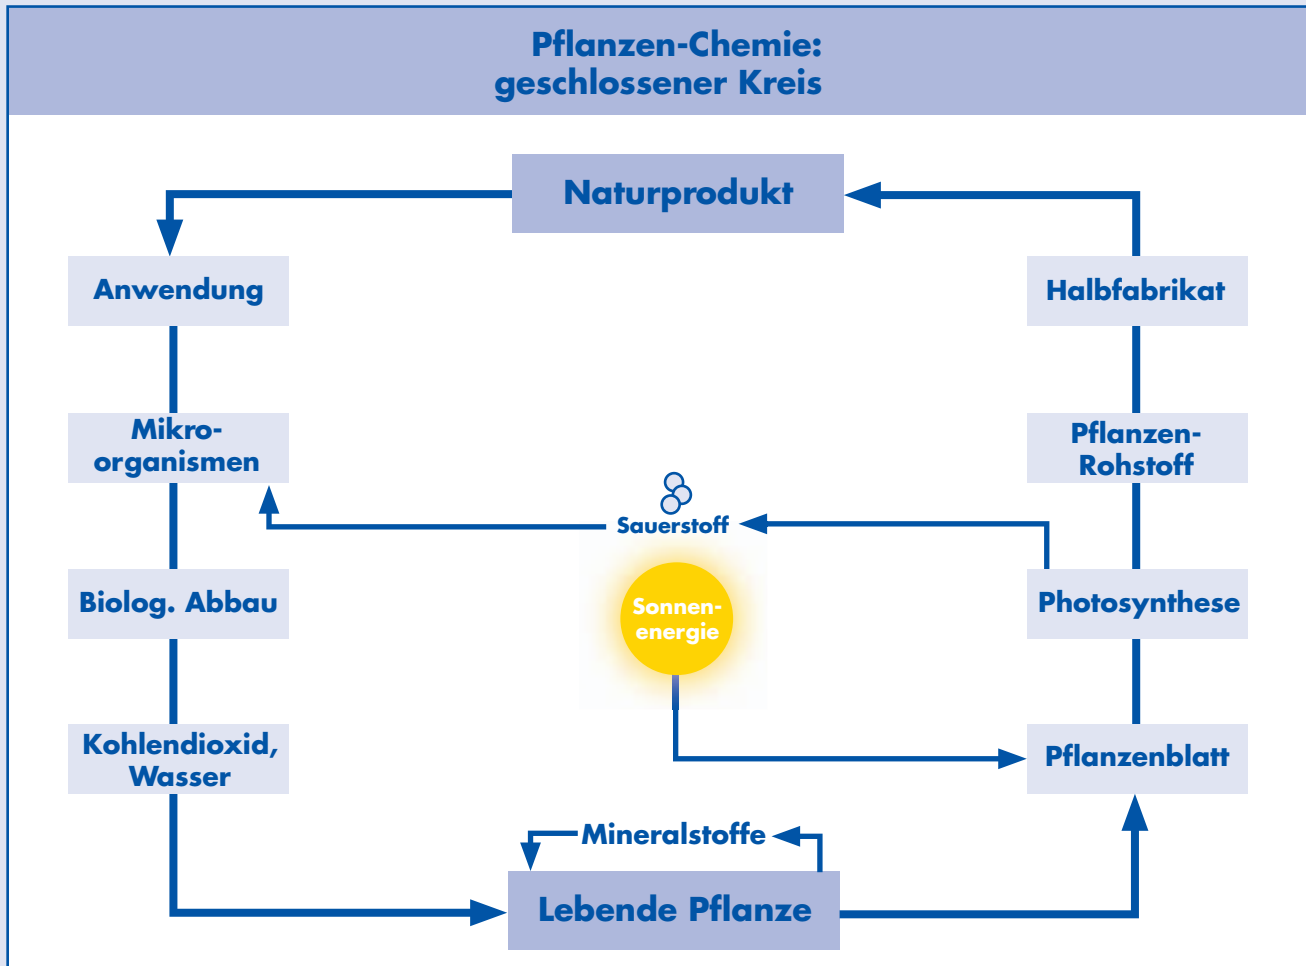 Pflanzen-Chemie:
geschlossener Kreis
Naturprodukt
Anwendung
Halbfabrikat
Mikro-
organismen
Pflanzen-
Rohstoff
Sauerstoff
Biolog. Abbau
Sonnen-
energie
Photosynthese
Kohlendioxid,
Wasser
Pflanzenblatt
Mineralstoffe
Lebende Pflanze